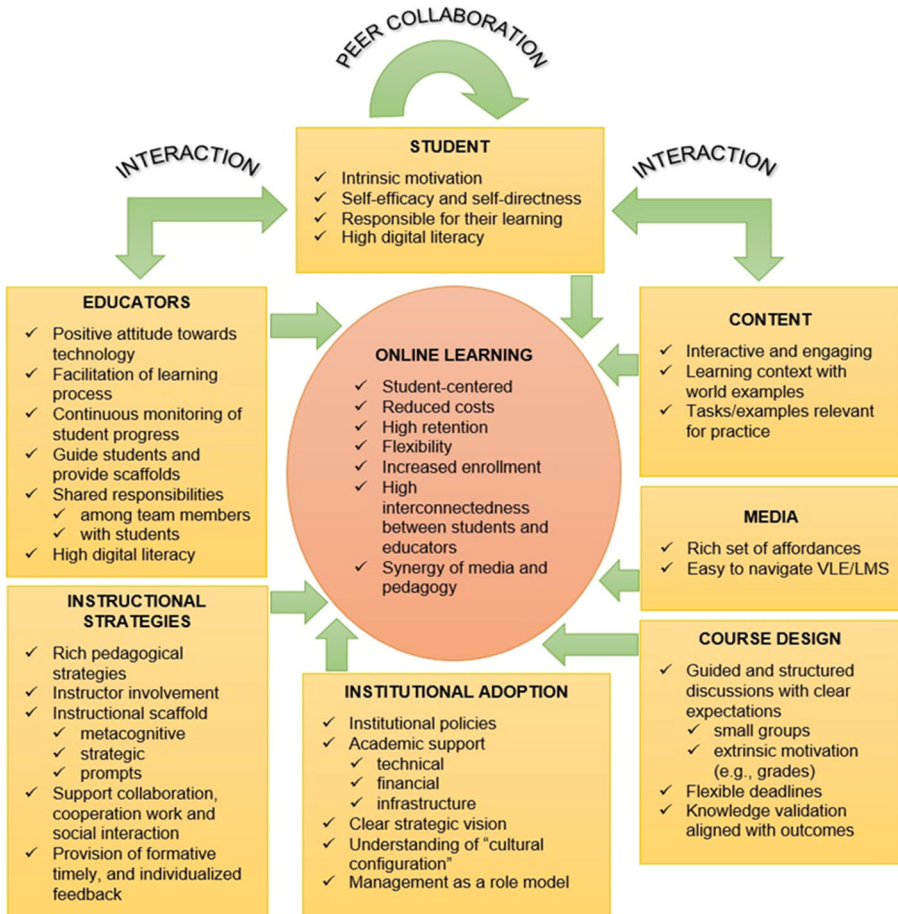 PEER COLLABORATION
INTERACTION
INTERACTION
STUDENT
✓ Intrinsic motivation
✓ Self-efficacy and self-directness
✓ Responsible for their learning
✓ High digital literacy
EDUCATORS
✓ Positive attitude towards
technology
✓ Facilitation of learning
process
✓ Continuous monitoring of
student progress
✓ Guide students and
provide scaffolds
✓ Shared responsibilities
✓ among team members
✓ with students
✓ High digital literacy
ONLINE LEARNING
✓ Student-centered
✓ Reduced costs
✓ High retention
✓ Flexibility
✓ Increased enrollment
✓ High
interconnectedness
between students and
educators
✓ Synergy of media and
pedagogy
CONTENT
✓ Interactive and engaging
✓ Learning context with
world examples
✓ Tasks/examples relevant
for practice
MEDIA
✓ Rich set of affordances
✓ Easy to navigate VLE/LMS
INSTRUCTIONAL
STRATEGIES
✓ Rich pedagogical
strategies
✓ Instructor involvement
✓ Instructional scaffold
✓ metacognitive
✓ strategic
✓ prompts
✓ Support collaboration,
cooperation work and
social interaction
✓ Provision of formative
timely, and individualized
feedback
INSTITUTIONAL ADOPTION
✓ Institutional policies
✓ Academic support
✓ technical
✓ financial
✓ infrastructure
✓ Clear strategic vision
✓ Understanding of “cultural
configuration”
✓ Management as a role model
COURSE DESIGN
✓ Guided and structured
discussions with clear
expectations
✓ small groups
✓ extrinsic motivation
(e.g., grades)
✓ Flexible deadlines
✓ Knowledge validation
aligned with outcomes